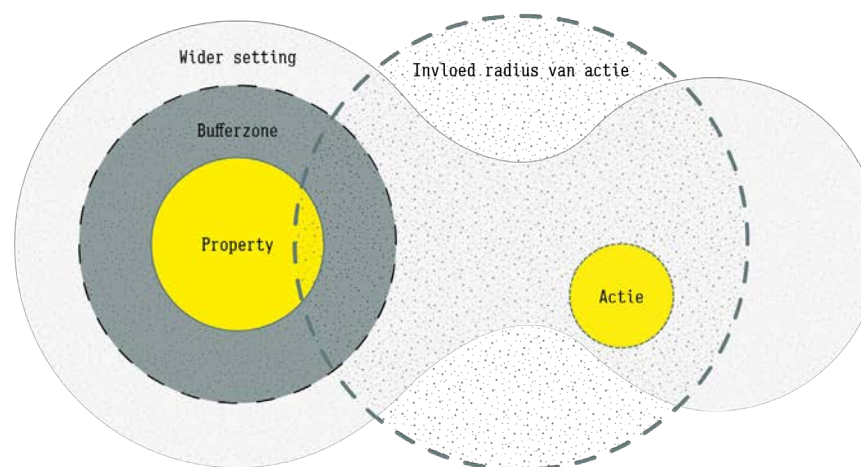 Wider setting
Invloed radius van actie
Bufferzone
Property
Actie